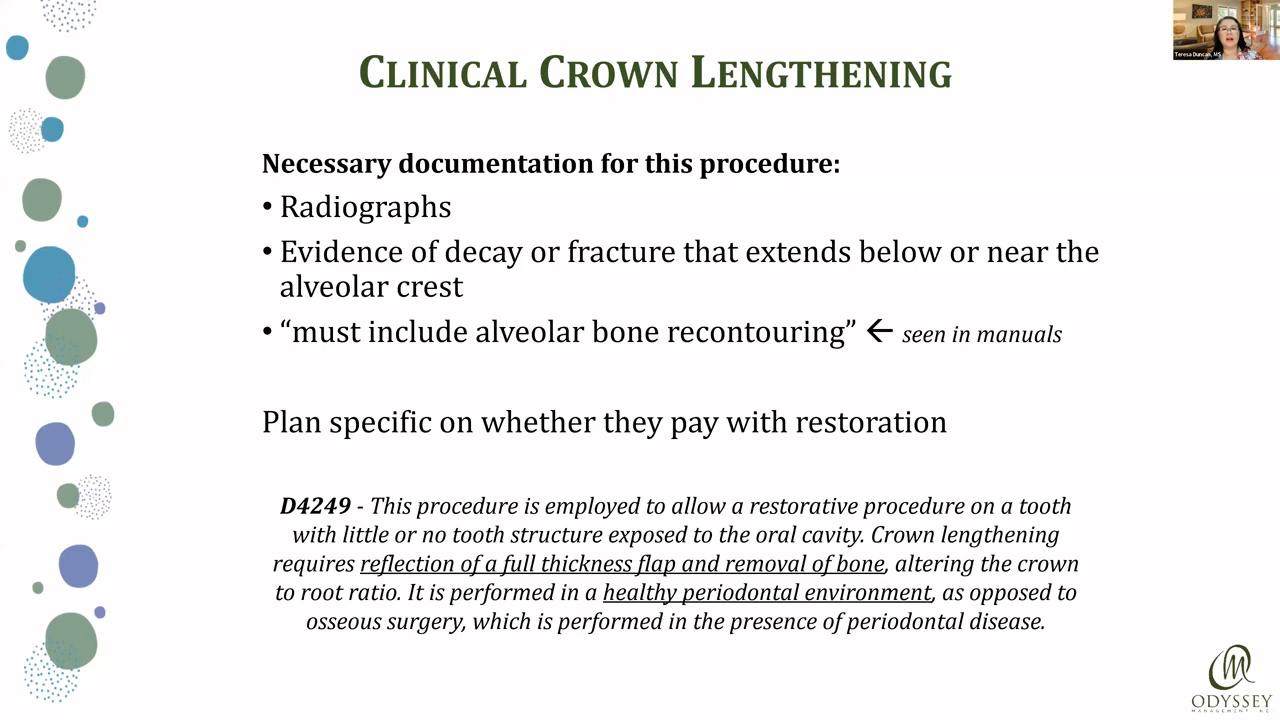 CLINICAL CROWN LENGTHENING
Teresa Duncan, MS
Necessary documentation for this procedure:
• Radiographs
• Evidence of decay or fracture that extends below or near the
alveolar crest
• “must include alveolar bone recontouring” ← seen in manuals
Plan specific on whether they pay with restoration
D4249 - This procedure is employed to allow a restorative procedure on a tooth
with little or no tooth structure exposed to the oral cavity. Crown lengthening
requires reflection of a full thickness flap and removal of bone, altering the crown
to root ratio. It is performed in a healthy periodontal environment, as opposed to
osseous surgery, which is performed in the presence of periodontal disease.
ODYSSEY